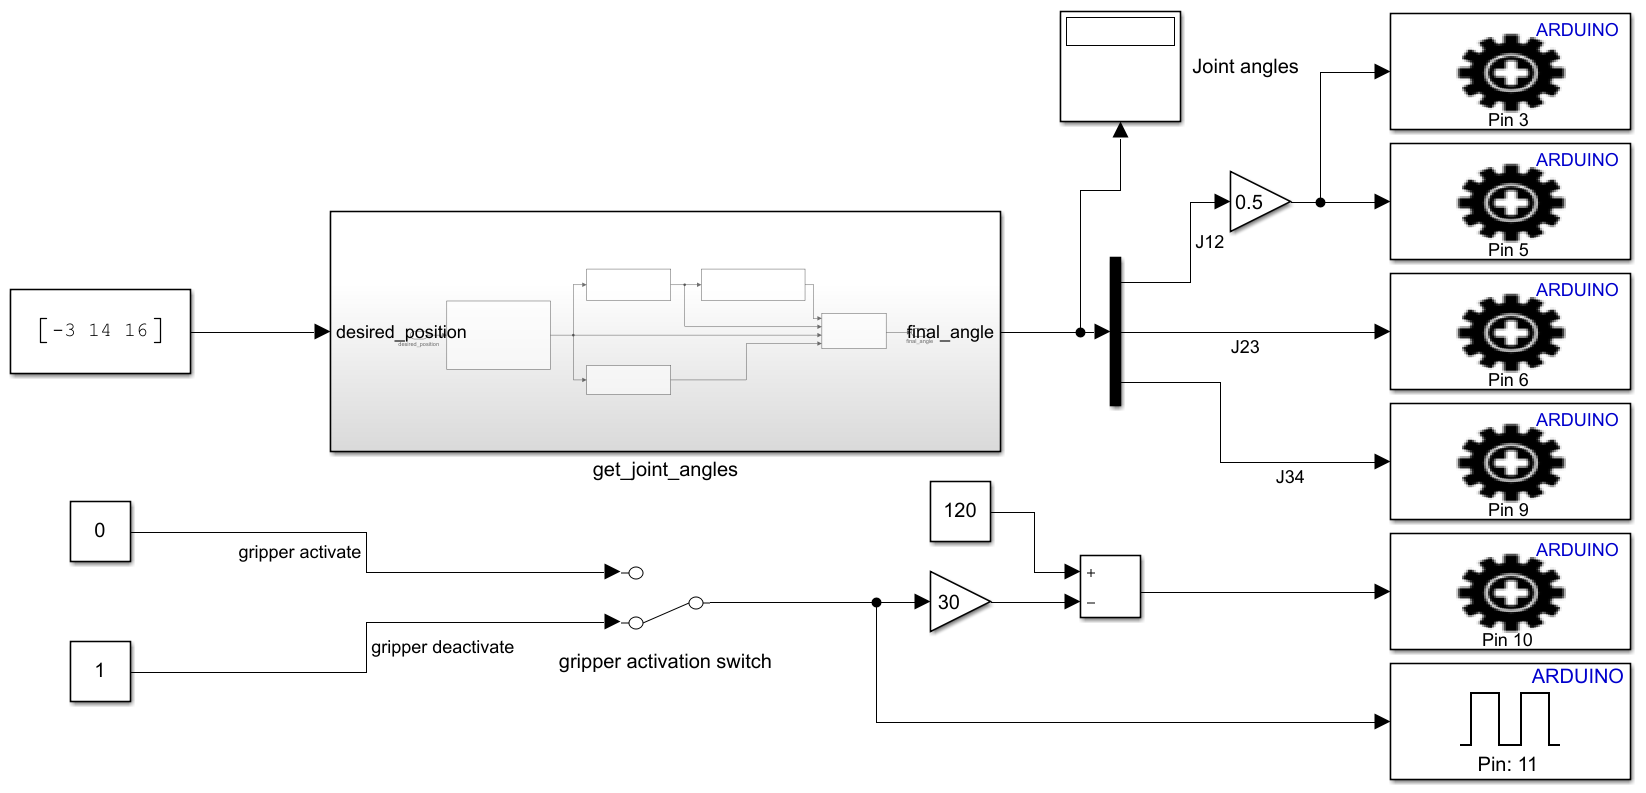 ARDUINO
Pin 3
Joint angles
ARDUINO
Pin 5
0.5
J12
ARDUINO
Pin 6
[-3 14 16]
desired_position
desired_position
final_angle
final_angle
J23
get_joint_angles
ARDUINO
Pin 9
J34
0
gripper activate
120
ARDUINO
Pin 10
+
−
30
1
gripper deactivate
gripper activation switch
ARDUINO
Pin: 11